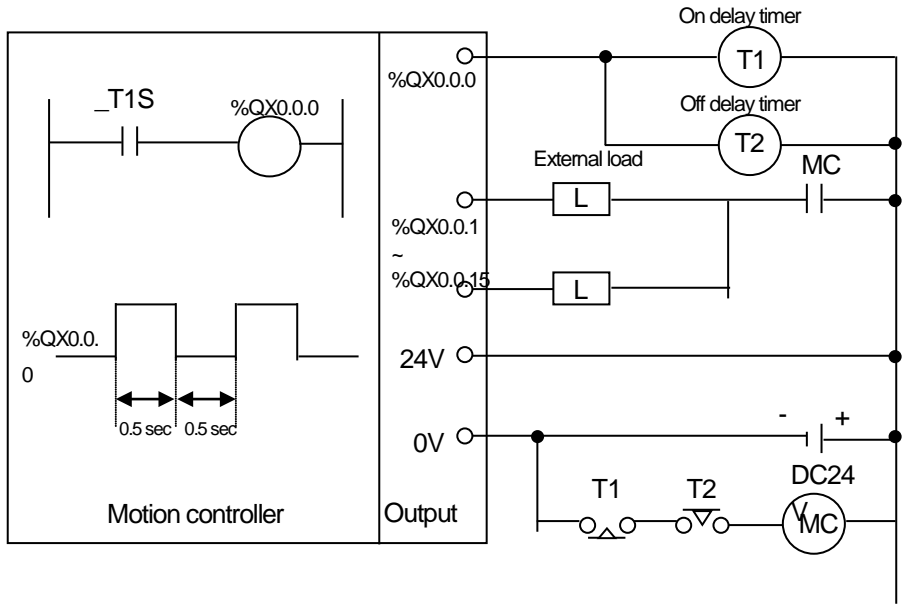 On delay timer
T1
%QX0.0.0
_T1S
%QX0.0.0
Off delay timer
T2
External load
MC
L
%QX0.0.1
~
%QX0.0.15
L
%QX0.0.
0
24V
0.5 sec
0.5 sec
0V
-
+
DC24
V
T1
T2
MC
Motion controller
Output